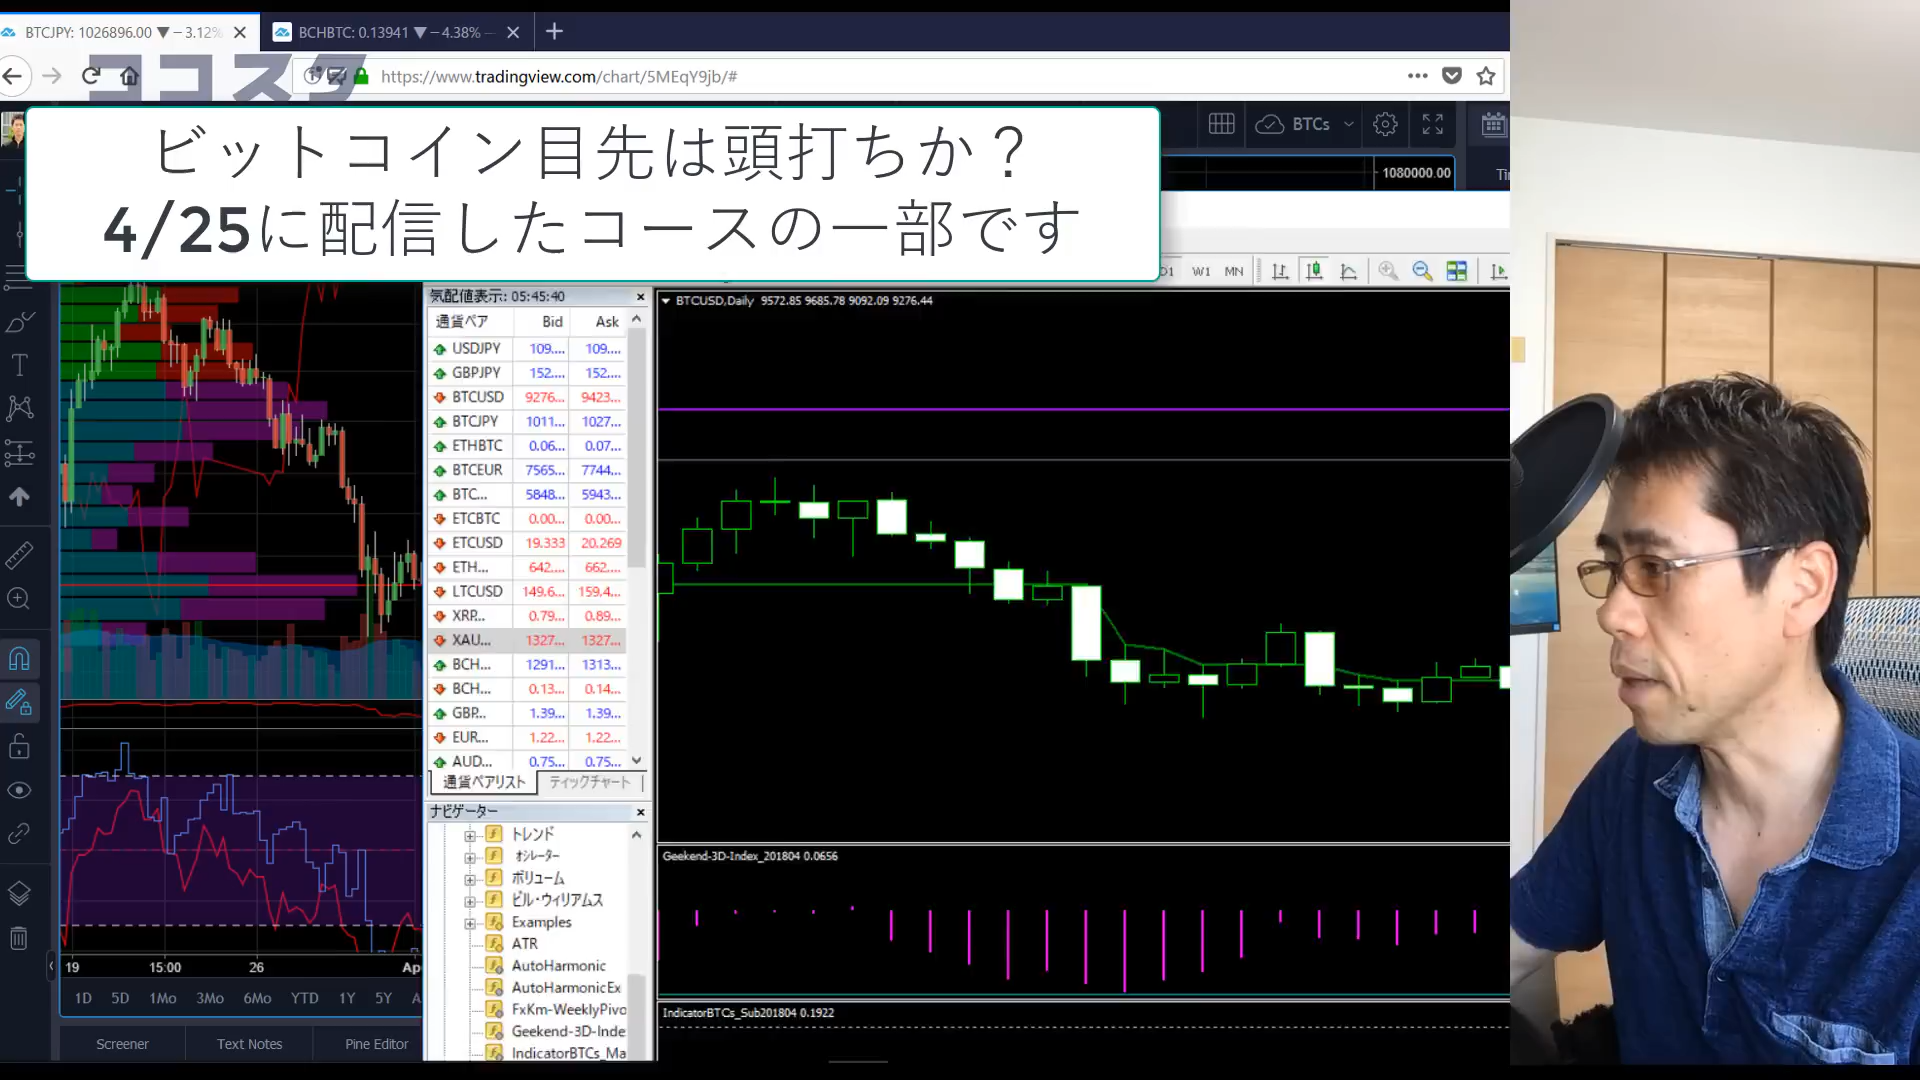 BTCJPY: 1026896.00 ▼ −3.12%
BCHBTC: 0.13941 ▼ −4.38%
ココスタ
https://www.tradingview.com/chart/5MEqY9jb/#
ビットコイン目先は頭打ちか？
4/25に配信したコースの一部です
BTCs
1080000.00
D1 W1 MN
気配値表示: 05:45:40
通貨ペア Bid Ask
USDJPY 109.... 109....
GBPJPY 152.... 152....
BTCUSD 9276... 9423...
BTCJPY 1011... 1027...
ETHBTC 0.06... 0.07...
BTCEUR 7565... 7744...
BTC... 5848... 5943...
ETCBTC 0.00... 0.00...
ETCUSD 19.333 20.269
ETH... 642.... 662....
LTCUSD 149.6... 159.4...
XRP... 0.79... 0.89...
XAU... 1327... 1327...
BCH... 1291... 1313...
BCH... 0.13... 0.14...
GBP... 1.39... 1.39...
EUR... 1.22... 1.22...
AUD... 0.75... 0.75...
通貨ペアリスト ティックチャート
ナビゲーター
トレンド
オシレーター
ボリューム
ビル・ウィリアムス
Examples
ATR
AutoHarmonic
AutoHarmonicEx
FxKm-WeeklyPivo
Geekend-3D-Inde
IndicatorBTCs_Ma
BTCUSD,Daily 9572.85 9685.78 9092.09 9276.44
Geekend-3D-Index_201804 0.0656
IndicatorBTCs_Sub201804 0.1922
19 15:00 26 Ap
1D 5D 1Mo 3Mo 6Mo YTD 1Y 5Y A
Screener Text Notes Pine Editor